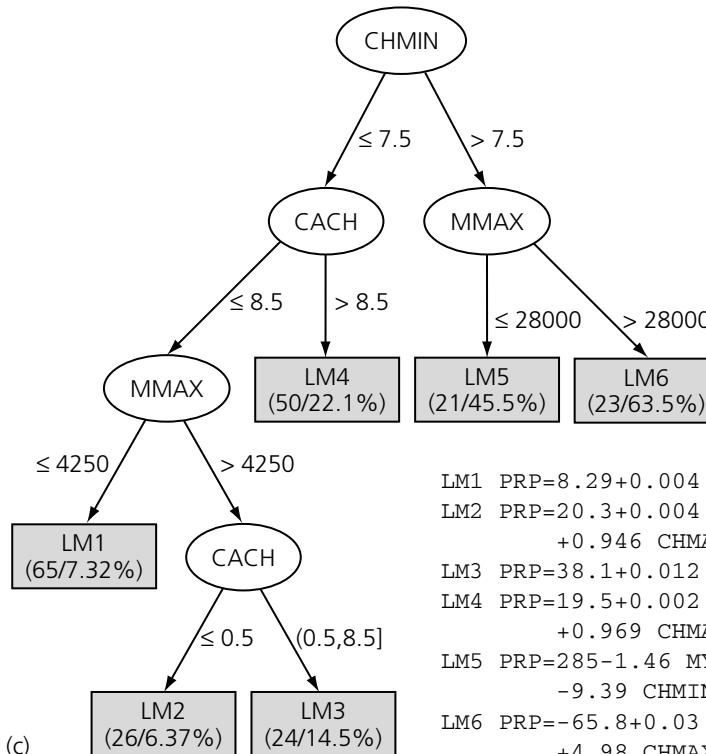 CHMIN
≤ 7.5
> 7.5
CACH
MMAX
≤ 8.5
> 8.5
≤ 28000
> 28000
MMAX
LM4
(50/22.1%)
LM5
(21/45.5%)
LM6
(23/63.5%)
≤ 4250
> 4250
LM1
(65/7.32%)
CACH
≤ 0.5
(0.5,8.5]
LM2
(26/6.37%)
LM3
(24/14.5%)
LM1 PRP=8.29+0.004
LM2 PRP=20.3+0.004
+0.946
LM3 PRP=38.1+0.012
LM4 PRP=19.5+0.002
+0.969
LM5 PRP=285-1.46
-9.39 CHMIN
LM6 PRP=-65.8+0.03
+4.98
(c)